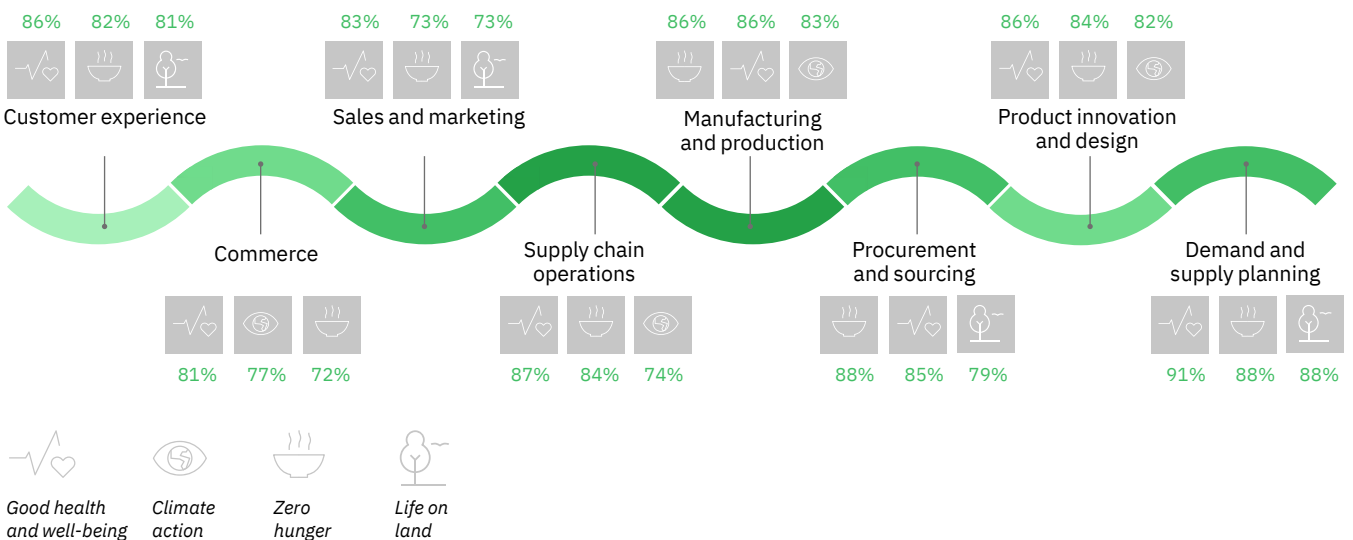 86% 82% 81% 83% 73% 73% 86% 86% 83% 86% 84% 82%
Customer experience
Sales and marketing
Manufacturing
and production
Product innovation
and design
Commerce
Supply chain
operations
Procurement
and sourcing
Demand and
supply planning
81% 77% 72% 87% 84% 74% 88% 85% 79% 91% 88% 88%
Good health
and well-being
Climate
action
Zero
hunger
Life on
land